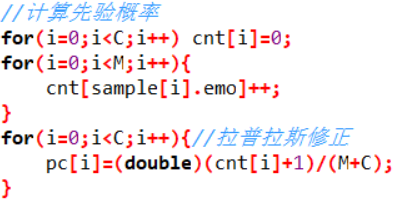 //计算先验概率
for(i=0;i<C;i++) cnt[i]=0;
for(i=0;i<M;i++){
    cnt[sample[i].emo]++;
}
for(i=0;i<C;i++){//拉普拉斯修正
    pc[i]=(double)(cnt[i]+1)/(M+C);
}